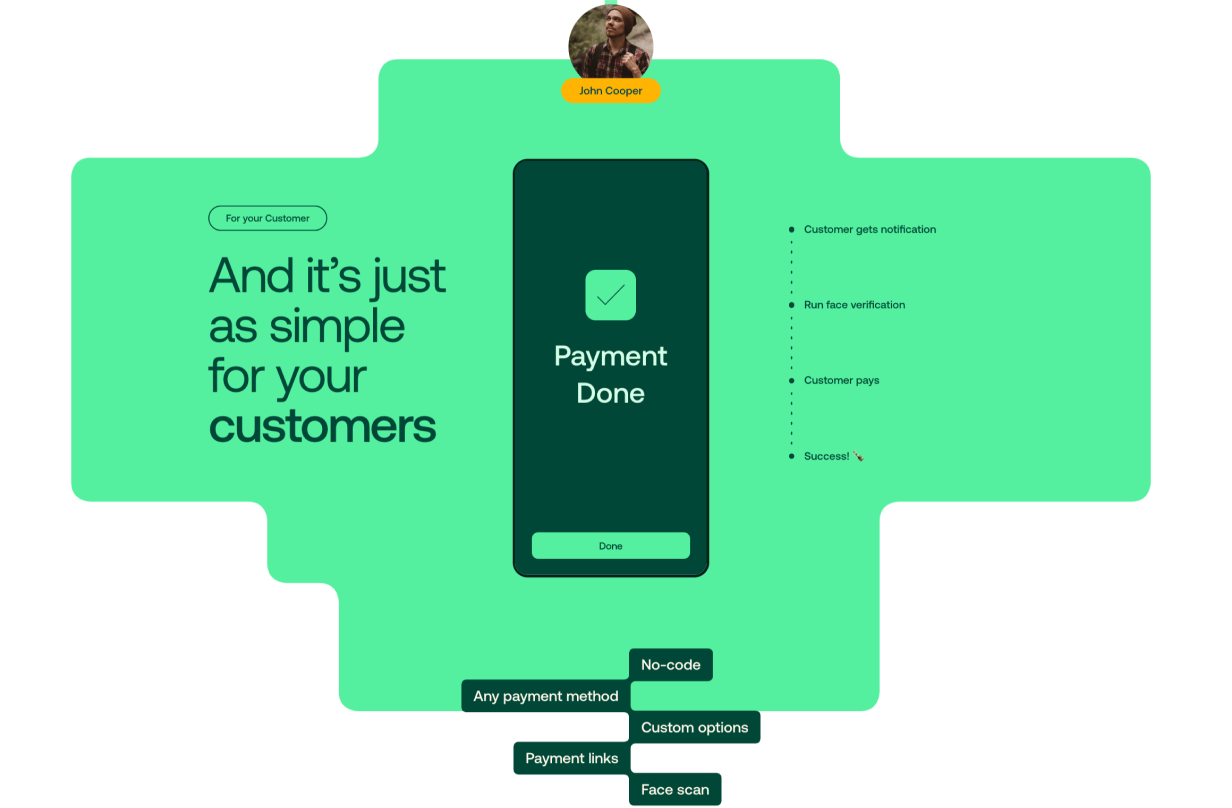 John Cooper
For your Customer
And it’s just
as simple
for your
customers
Payment
Done
Done
Customer gets notification
Run face verification
Customer pays
Success! 🍾
No-code
Any payment method
Custom options
Payment links
Face scan